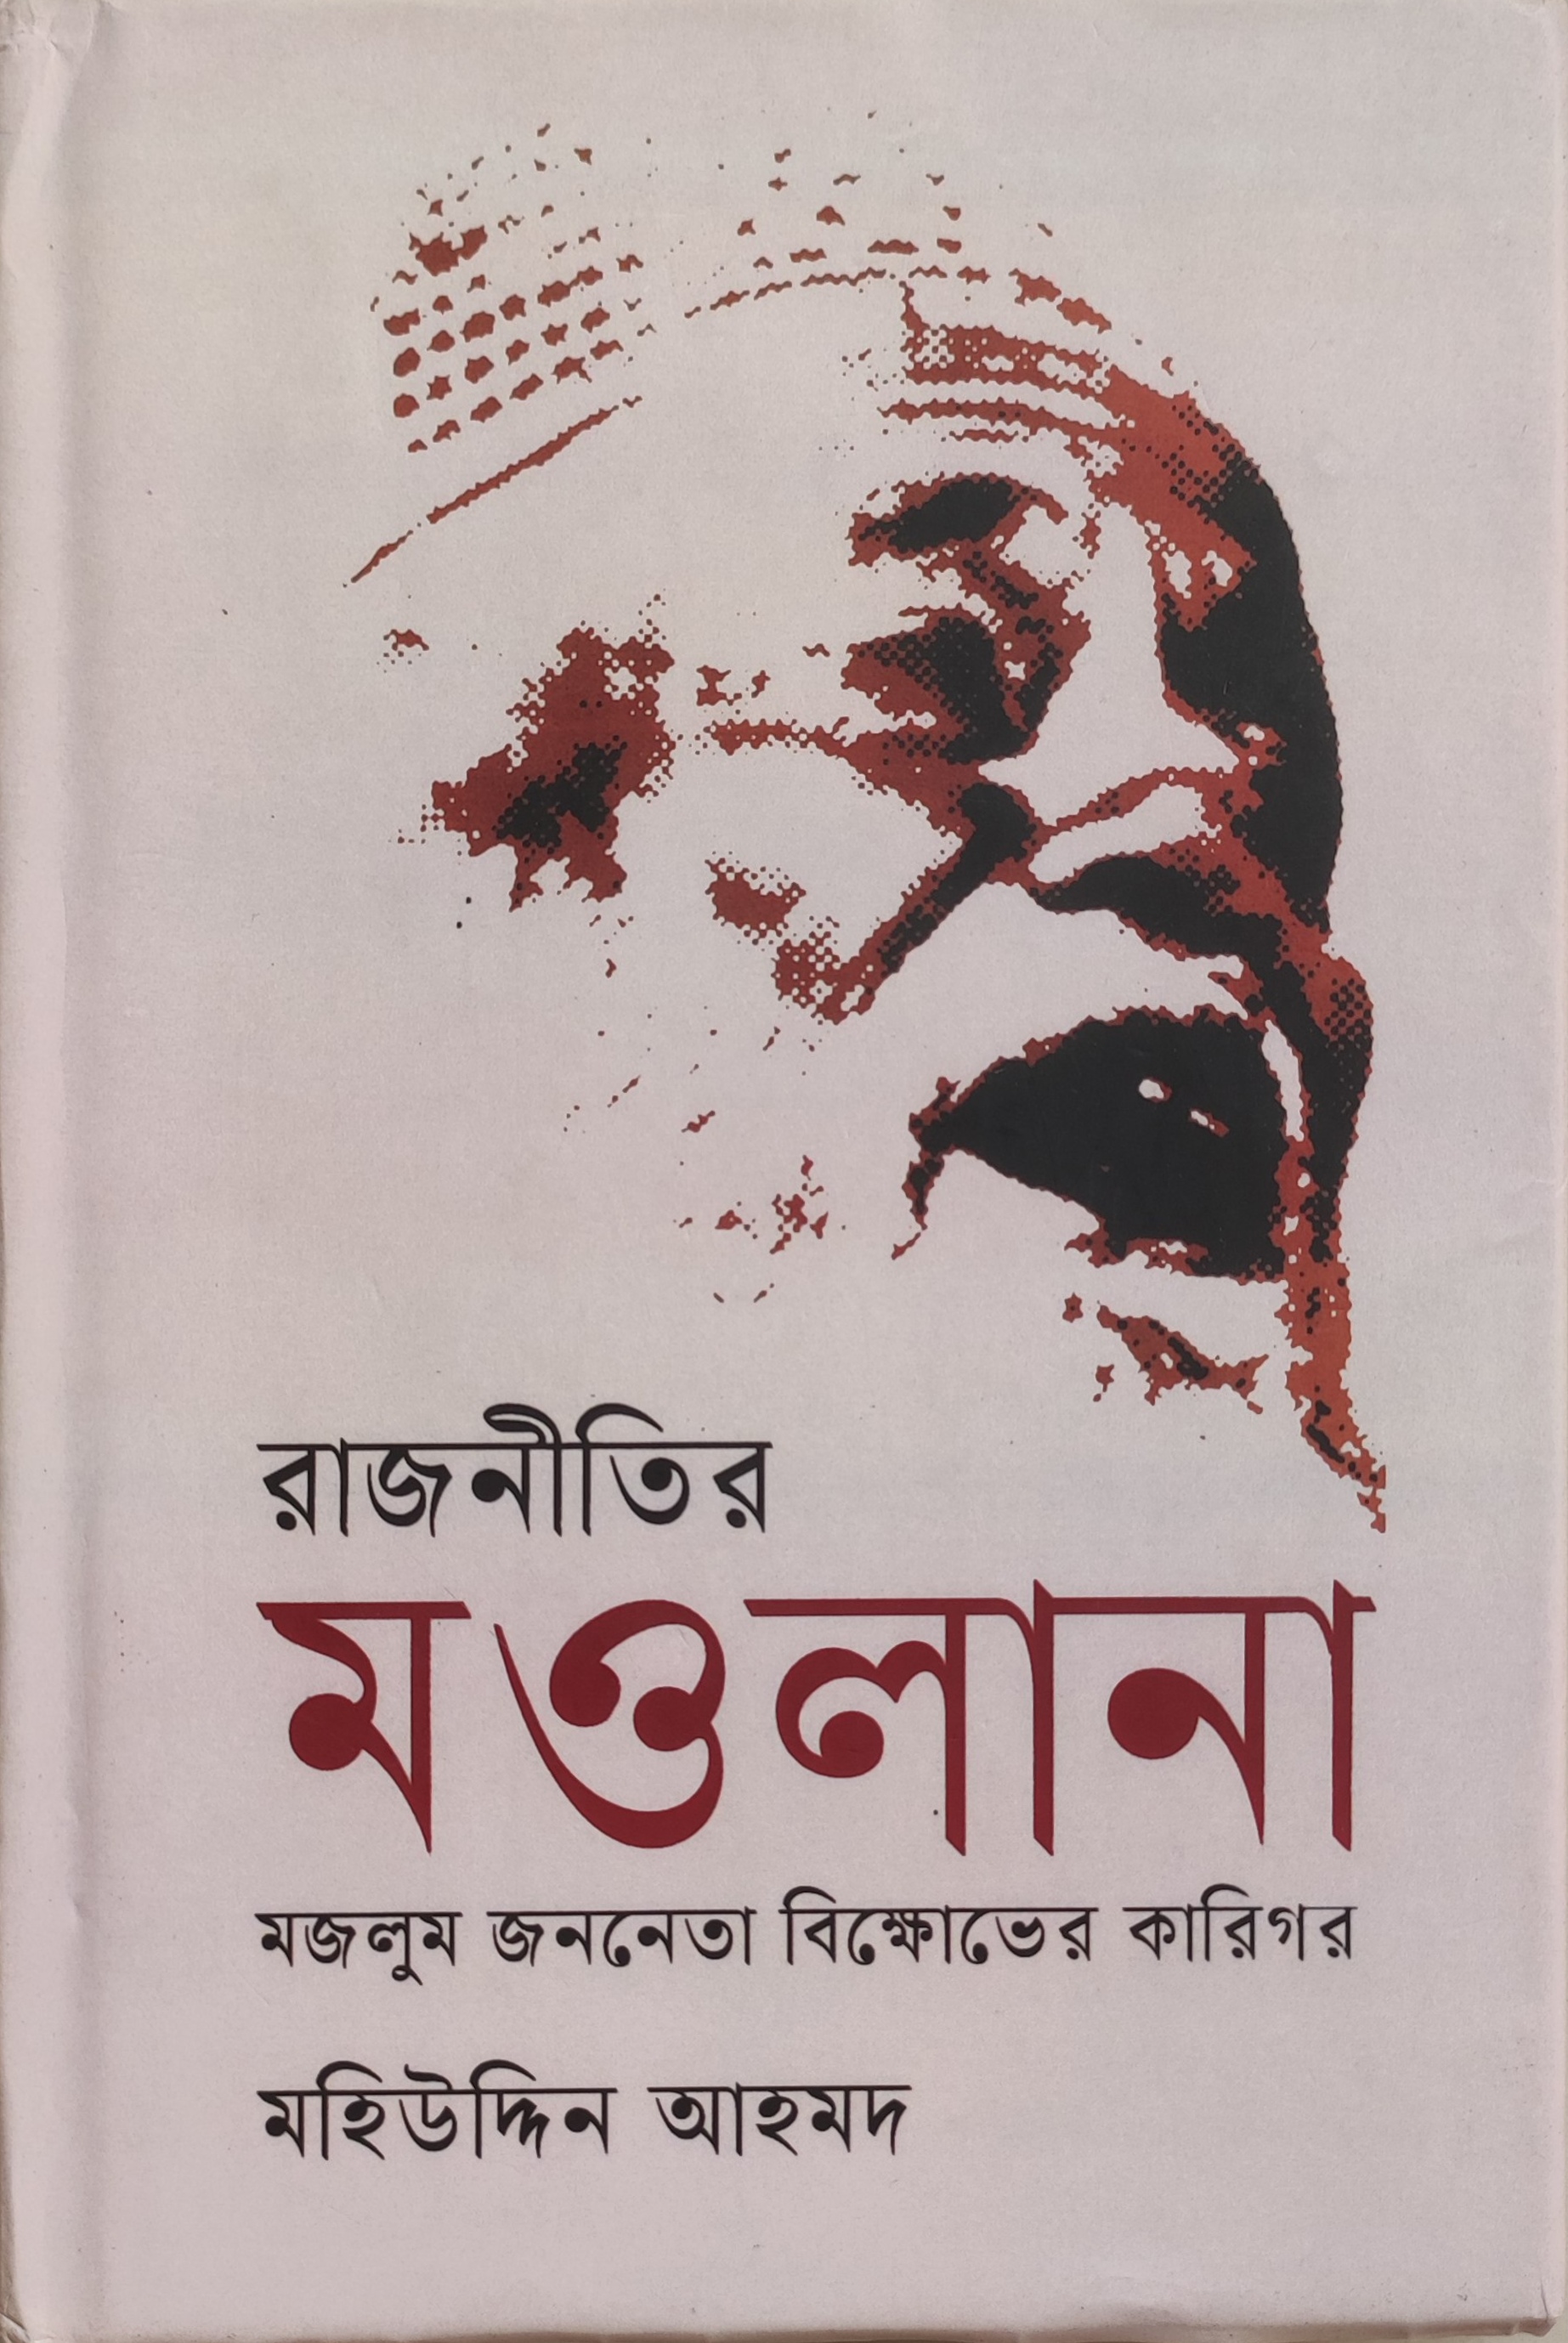 রাজনীতির
মওলানা
মজলুম জননেতা বিক্ষোভের কারিগর
মহিউদ্দিন আহমদ